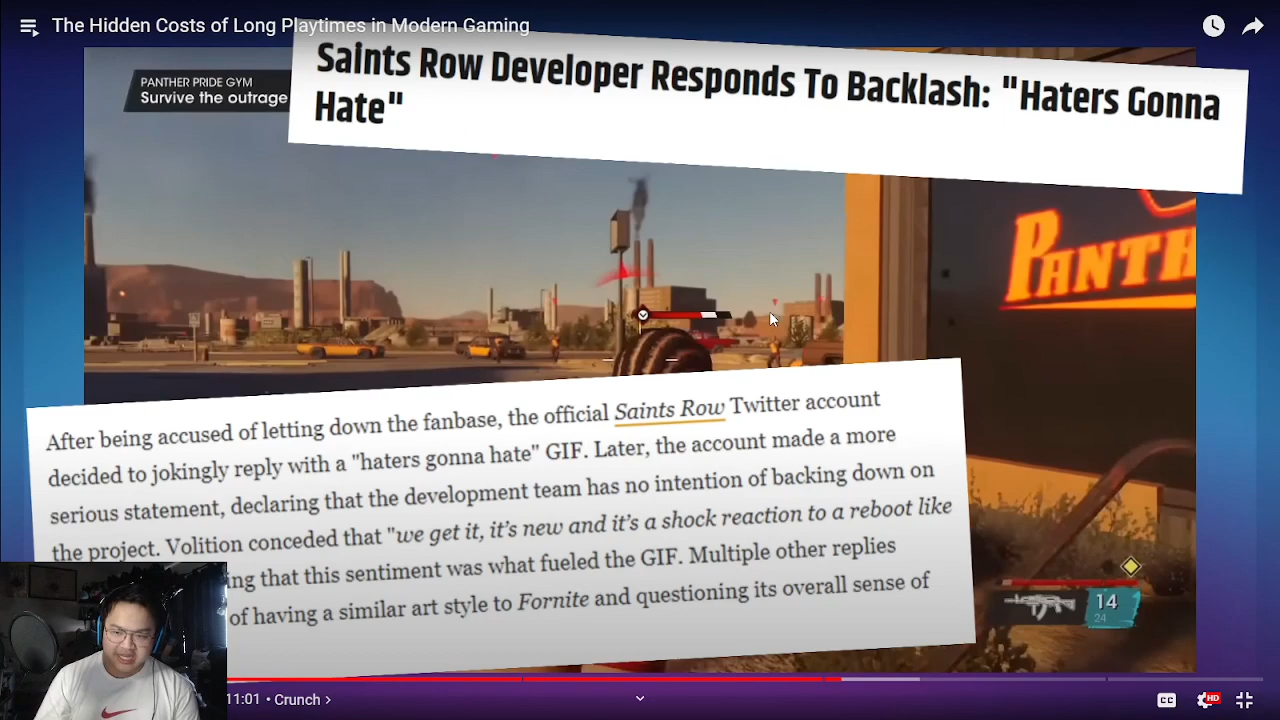 The Hidden Costs of Long Playtimes in Modern Gaming
Saints Row Developer Responds To Backlash: "Haters Gonna
Hate"
PANTHER PRIDE GYM
Survive the outrage
PANTH
After being accused of letting down the fanbase, the official Saints Row Twitter account
decided to jokingly reply with a "haters gonna hate" GIF. Later, the account made a more
serious statement, declaring that the development team has no intention of backing down on
the project. Volition conceded that "we get it, it's new and it's a shock reaction to a reboot like
ing that this sentiment was what fueled the GIF. Multiple other replies
of having a similar art style to Fornite and questioning its overall sense of
14
24
11:01 • Crunch >
CC
HD